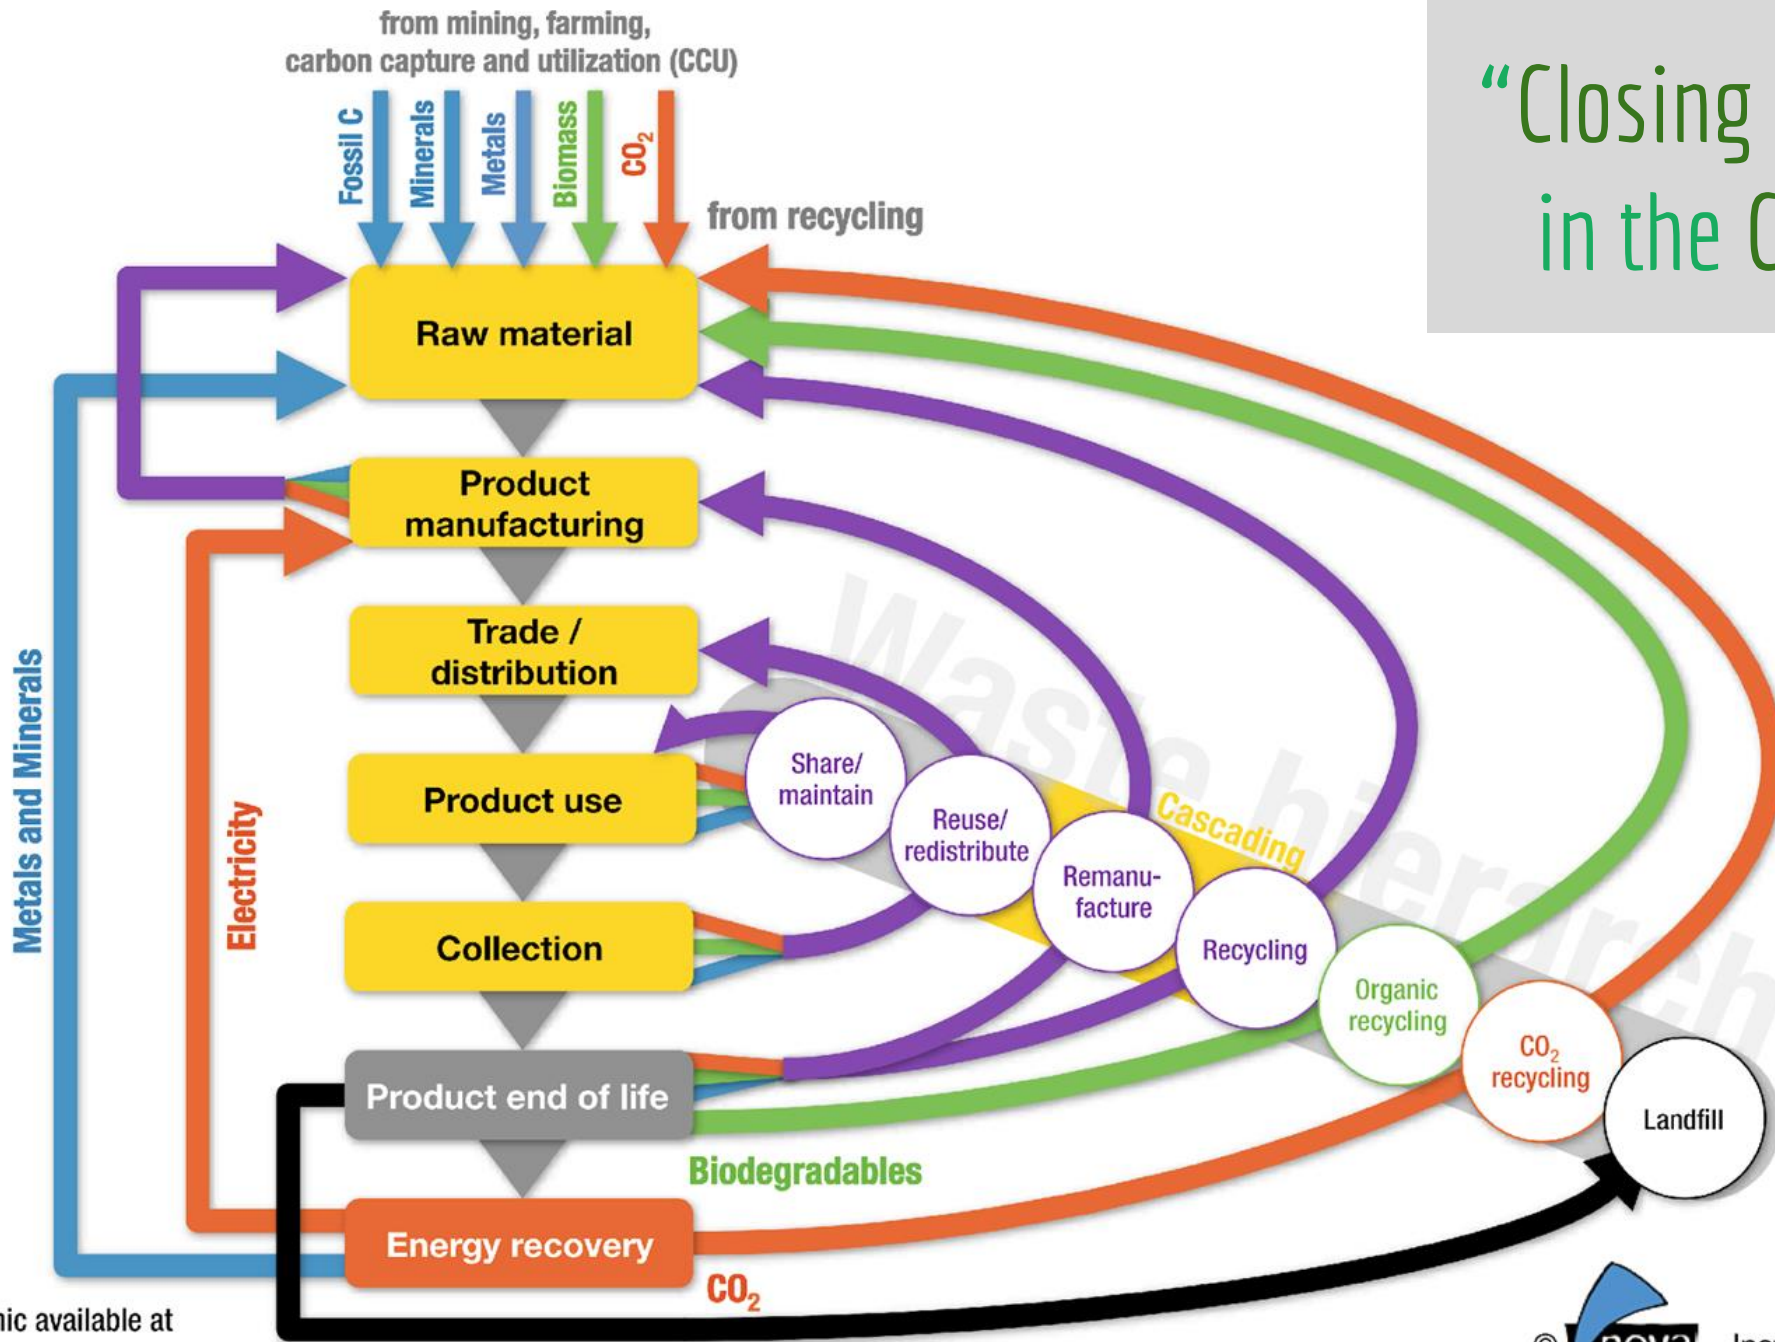 from mining, farming,
carbon capture and utilization (CCU)
“Closing
in the
Fossil C
Minerals
Metals
Biomass
CO₂
from recycling
Raw material
Product
manufacturing
Trade /
distribution
Product use
Collection
Product end of life
Energy recovery
Metals and Minerals
Electricity
Waste
Cascading
Share/
maintain
Reuse/
redistribute
Remanu-
facture
Recycling
Organic
recycling
CO₂
recycling
Landfill
Biodegradables
CO₂
available at
© nova